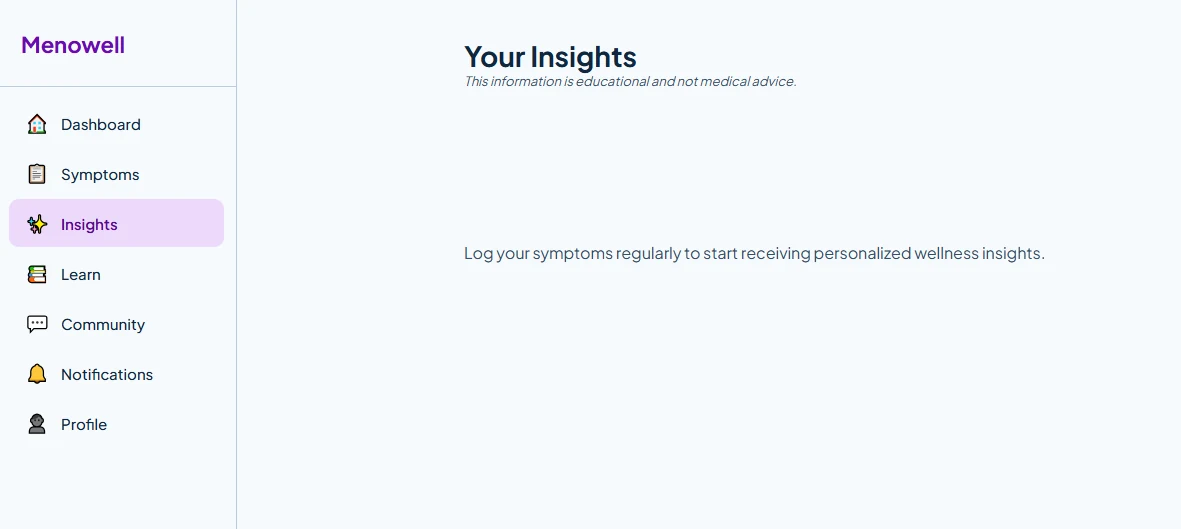 Menowell
Dashboard
Symptoms
Insights
Learn
Community
Notifications
Profile
Your Insights
This information is educational and not medical advice.
Log your symptoms regularly to start receiving personalized wellness insights.